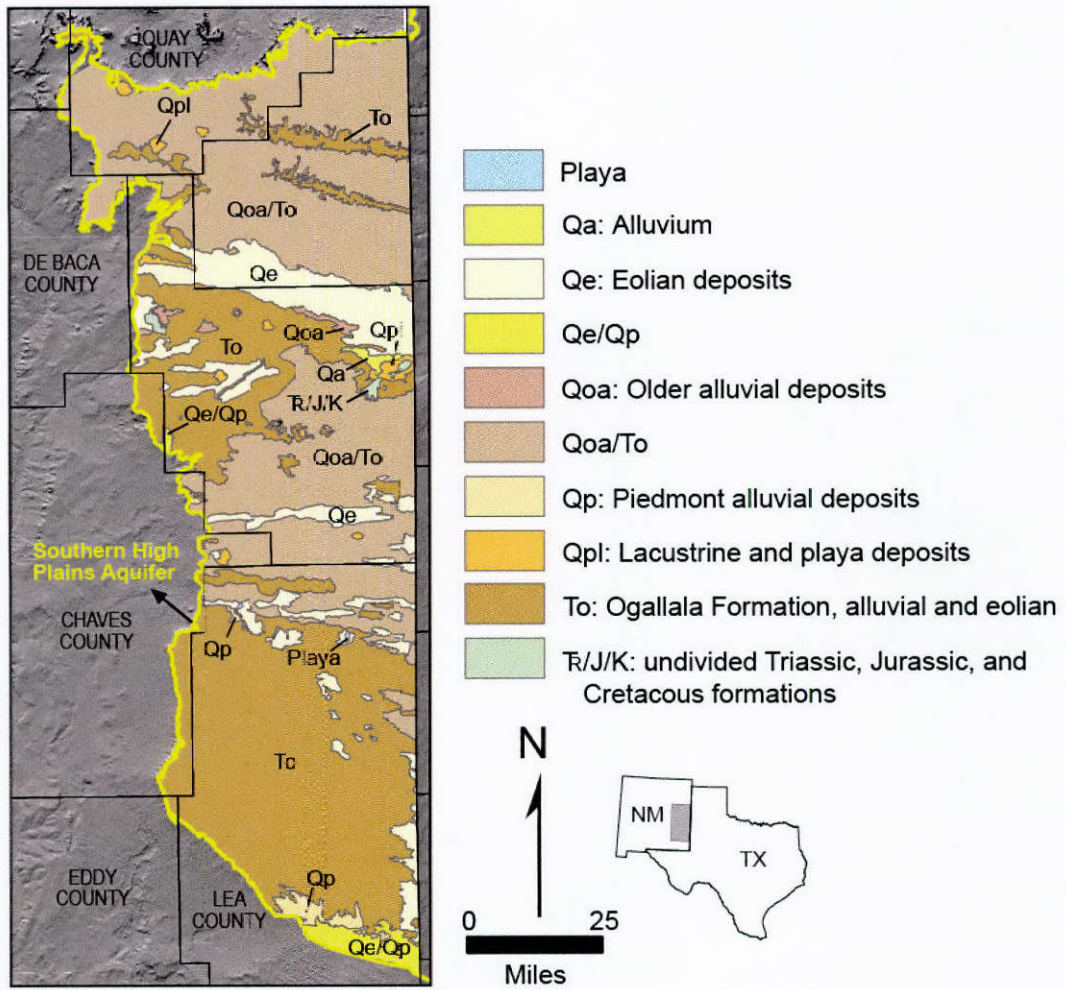 QUAY
COUNTY
Qpl
To
Qoa/To
DE BACA
COUNTY
Qe
Qoa
Qp
To
Qa
Qe/Qp
T̶R/J/K
Qoa/To
Qe
Southern High
Plains Aquifer
CHAVES
COUNTY
Qp
Playa
Tc
EDDY
COUNTY
LEA
COUNTY
Qp
Qe/Qp
Playa
Qa: Alluvium
Qe: Eolian deposits
Qe/Qp
Qoa: Older alluvial deposits
Qoa/To
Qp: Piedmont alluvial deposits
Qpl: Lacustrine and playa deposits
To: Ogallala Formation, alluvial and eolian
T̶R/J/K: undivided Triassic, Jurassic, and
Cretacous formations
N
NM
TX
0 25
Miles